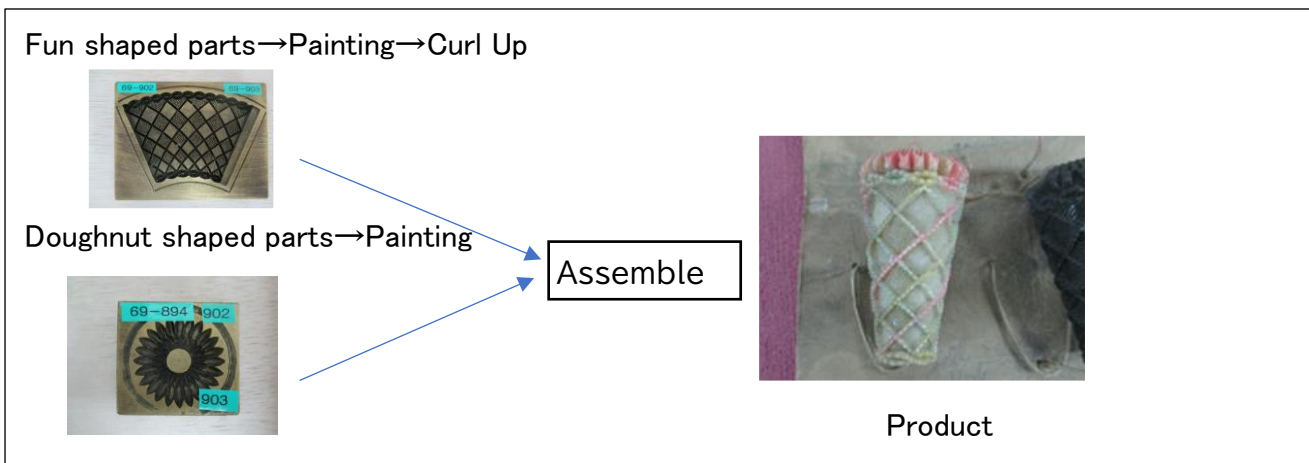 Fun shaped parts→Painting→Curl Up
69-902 69-903
Doughnut shaped parts→Painting
69-894 902
903
Assemble
Product